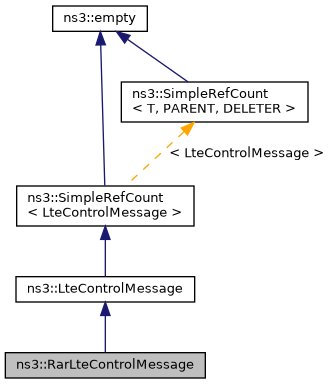 ns3::empty
ns3::SimpleRefCount
< T, PARENT, DELETER >
< LteControlMessage >
ns3::SimpleRefCount
< LteControlMessage >
ns3::LteControlMessage
ns3::RarLteControlMessage